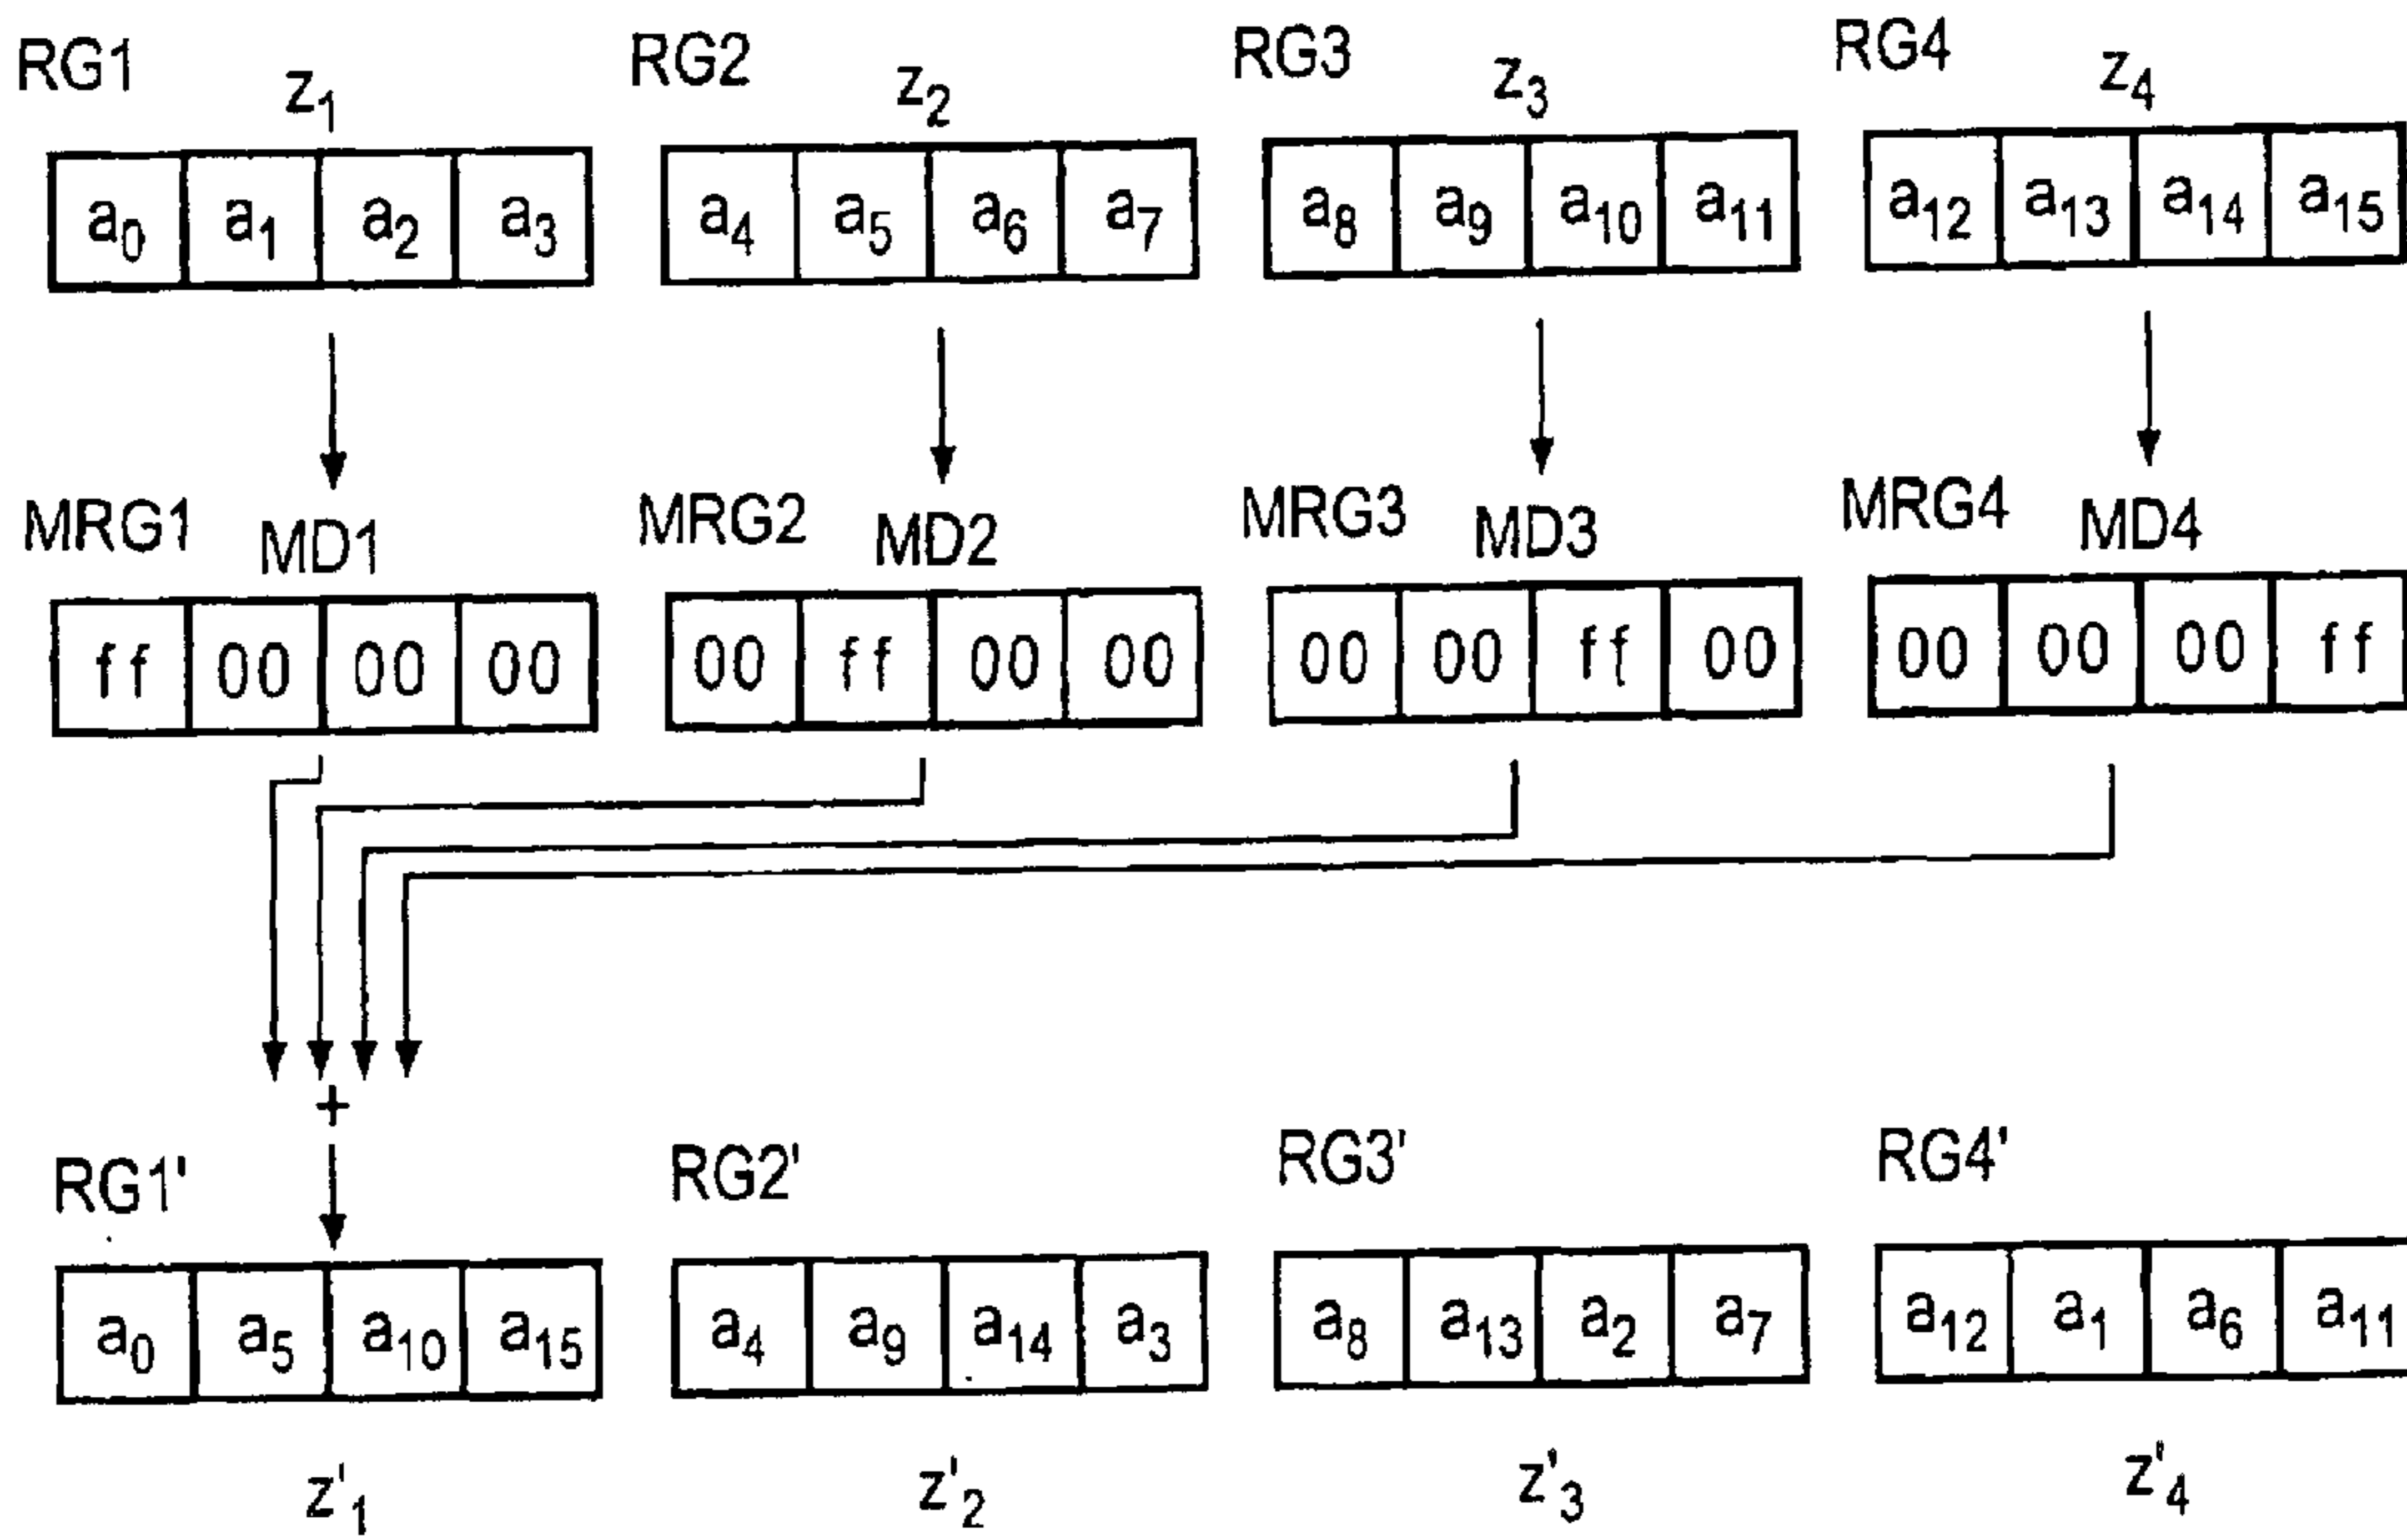 RG1 z₁ RG2 z₂ RG3 z₃ RG4 z₄
a₀ a₁ a₂ a₃ a₄ a₅ a₆ a₇ a₈ a₉ a₁₀ a₁₁ a₁₂ a₁₃ a₁₄ a₁₅
MRG1 MD1 MRG2 MD2 MRG3 MD3 MRG4 MD4
ff 00 00 00 00 ff 00 00 00 00 ff 00 00 00 00 ff
+
RG1' RG2' RG3' RG4'
a₀ a₅ a₁₀ a₁₅ a₄ a₉ a₁₄ a₃ a₈ a₁₃ a₂ a₇ a₁₂ a₁ a₆ a₁₁
z'₁ z'₂ z'₃ z'₄